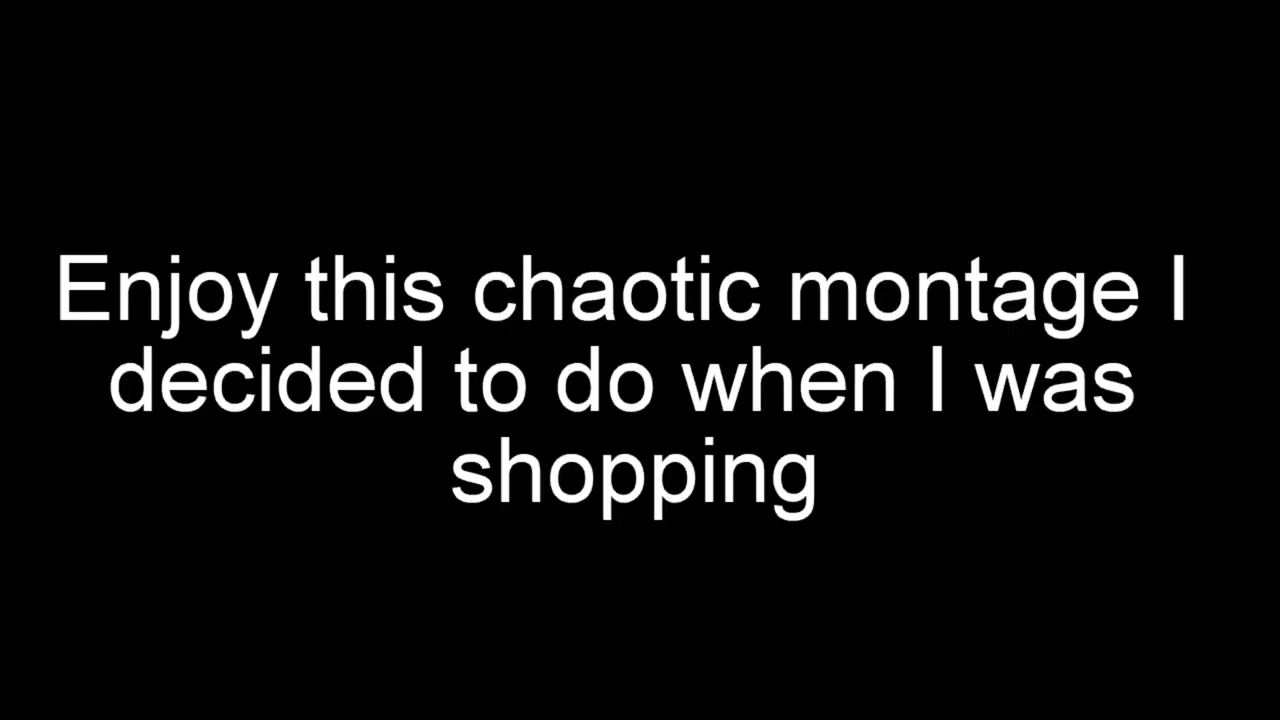 Enjoy this chaotic montage I
decided to do when I was
shopping